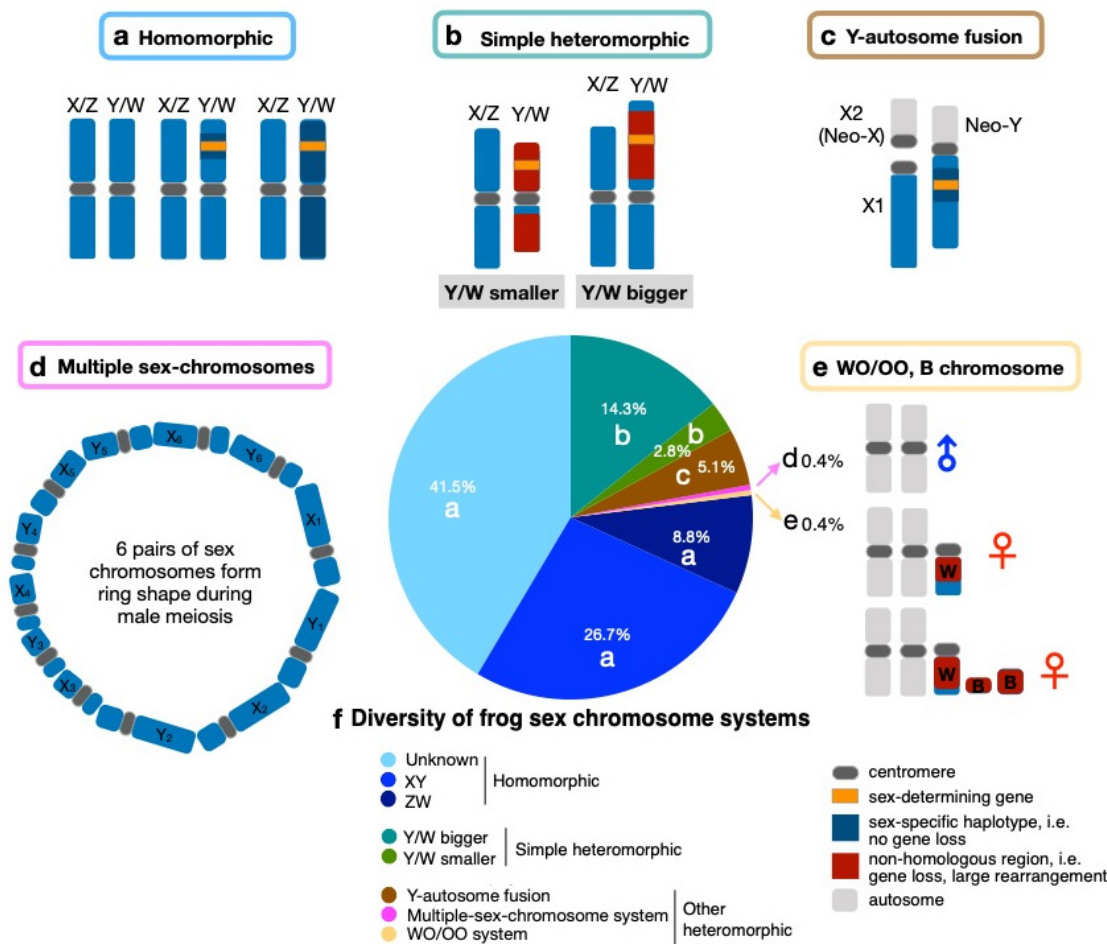 a Homomorphic
b Simple heteromorphic
c Y-autosome fusion
X/Z Y/W X/Z Y/W X/Z Y/W
X/Z Y/W
X/Z Y/W
Y/W smaller
Y/W bigger
X2
(Neo-X)
Neo-Y
X1
d Multiple sex-chromosomes
X₁
Y₁
X₂
Y₂
X₃
Y₃
X₄
Y₄
X₅
Y₅
X₆
Y₆
6 pairs of sex
chromosomes form
ring shape during
male meiosis
14.3%
b
2.8%
b
5.1%
c
d 0.4%
e 0.4%
8.8%
a
26.7%
a
41.5%
a
e WO/OO, B chromosome
♂
W
♀
W B B
♀
f Diversity of frog sex chromosome systems
Unknown
XY
ZW
Homomorphic
Y/W bigger
Y/W smaller
Simple heteromorphic
Y-autosome fusion
Multiple-sex-chromosome system
WO/OO system
Other
heteromorphic
centromere
sex-determining gene
sex-specific haplotype, i.e.
no gene loss
non-homologous region, i.e.
gene loss, large rearrangement
autosome